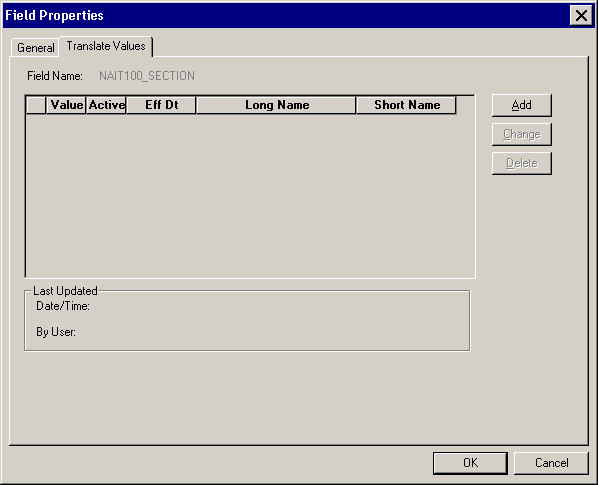 Field Properties
General Translate Values
Field Name: NAIT100_SECTION
Value Active Eff Dt Long Name Short Name
Add
Change
Delete
Last Updated
Date/Time:
By User:
OK Cancel